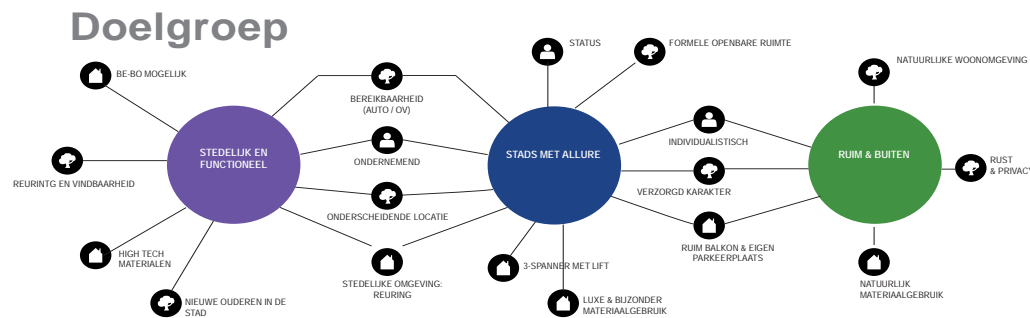 Doelgroep
STATUS
FORMELE OPENBARE RUIMTE
NATUURLIJKE WOONOMGEVING
BE-BO MOGELIJK
BEREIKBAARHEID
(AUTO / OV)
INDIVIDUALISTISCH
STEDELIJK EN
FUNCTIONEEL
STADS MET ALLURE
RUIM & BUITEN
ONDERNEMEND
RUST
& PRIVACY
REURINTG EN VINDBAARHEID
VERZORGD KARAKTER
ONDERSCHEIDENDE LOCATIE
RUIM BALKON & EIGEN
PARKEERPLAATS
HIGH TECH
MATERIALEN
3-SPANNER MET LIFT
STEDELIJKE OMGEVING:
REURING
NATUURLIJK
MATERIAALGEBRUIK
NIEUWE OUDEREN IN DE
STAD
LUXE & BIJZONDER
MATERIAALGEBRUIK